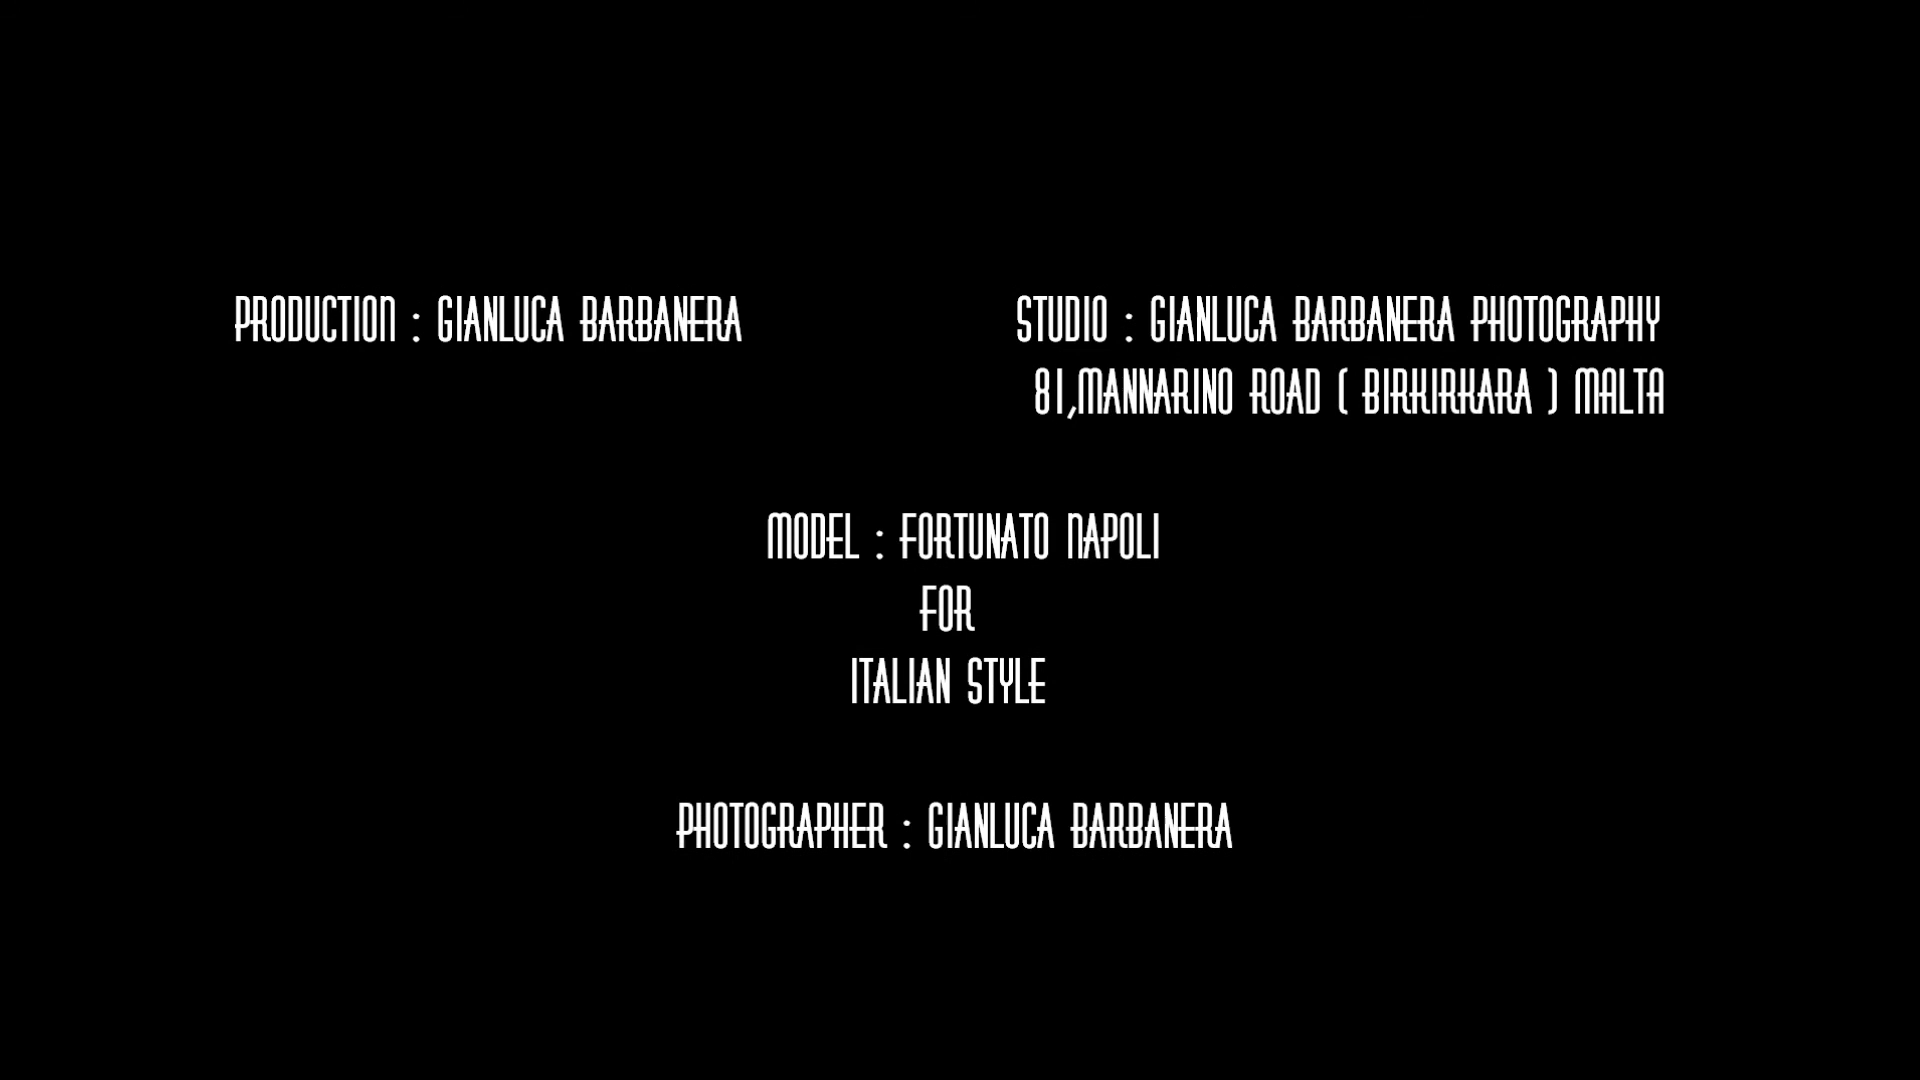 PRODUCTION : GIANLUCA BARBANERA
STUDIO : GIANLUCA BARBANERA PHOTOGRAPHY
81,MANNARINO ROAD ( BIRKIRKARA ) MALTA
MODEL : FORTUNATO NAPOLI
FOR
ITALIAN STYLE
PHOTOGRAPHER : GIANLUCA BARBANERA